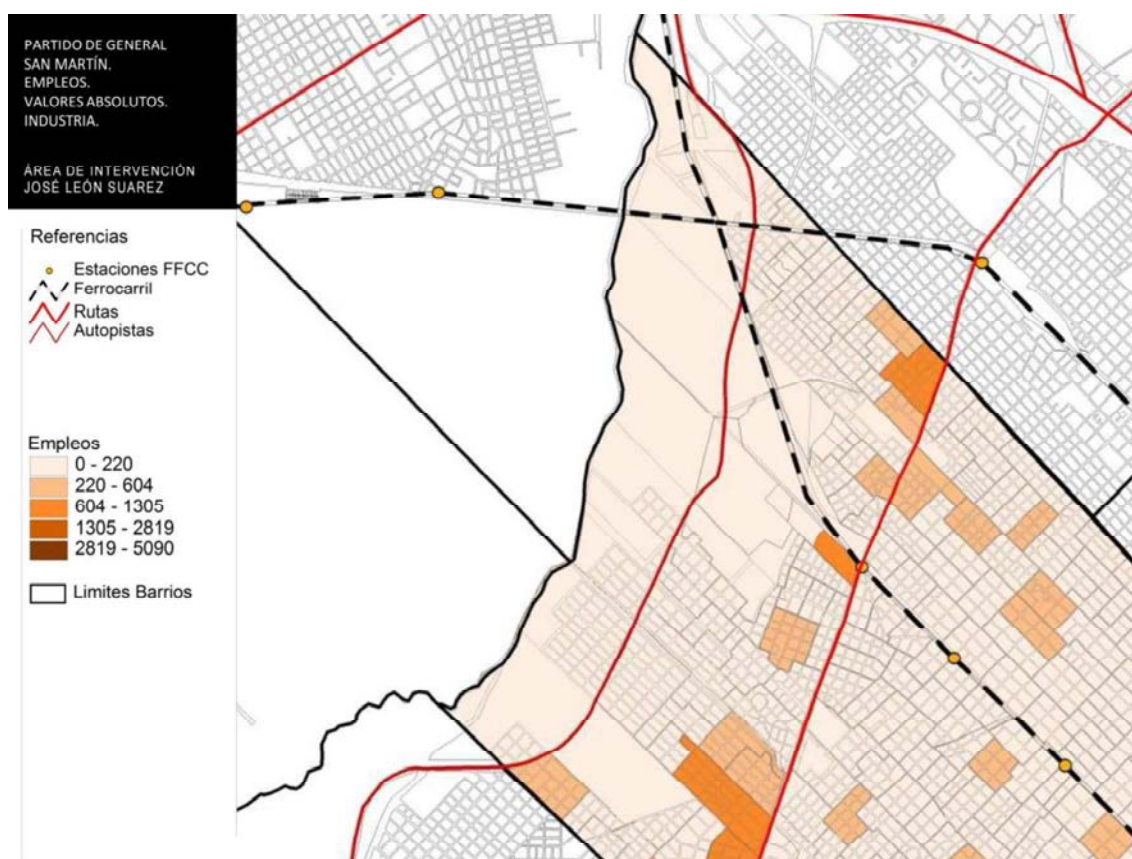 PARTIDO DE GENERAL
SAN MARTÍN.
EMPLEOS.
VALORES ABSOLUTOS.
INDUSTRIA.
ÁREA DE INTERVENCIÓN
JOSÉ LEÓN SUAREZ
Referencias
Estaciones FFCC
Ferrocarril
Rutas
Autopistas
Empleos
0 - 220
220 - 604
604 - 1305
1305 - 2819
2819 - 5090
Limites Barrios